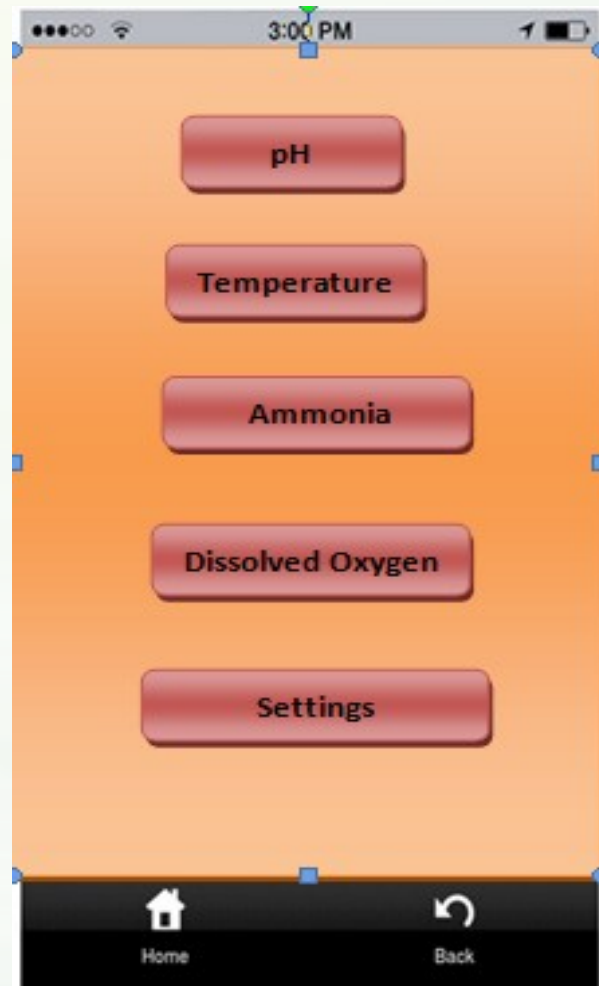 3:00 PM
pH
Temperature
Ammonia
Dissolved Oxygen
Settings
Home Back